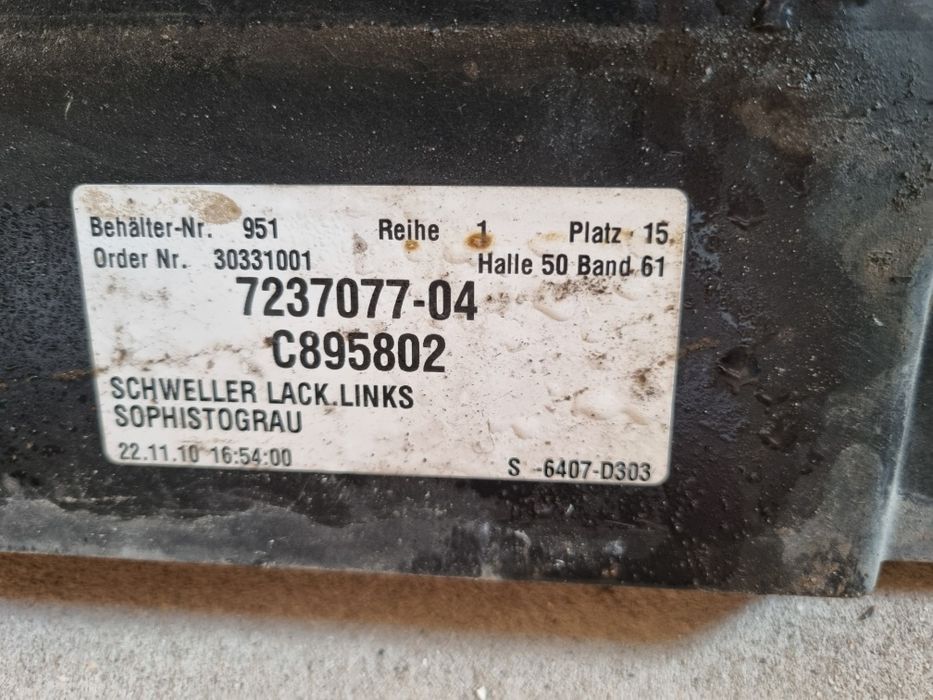 Behälter-Nr. 951 Reihe 1 Platz 15
Order Nr. 30331001 Halle 50 Band 61
7237077-04
C895802
SCHWELLER LACK.LINKS
SOPHISTOGRAU
22.11.10 16:54:00 S -6407-D303